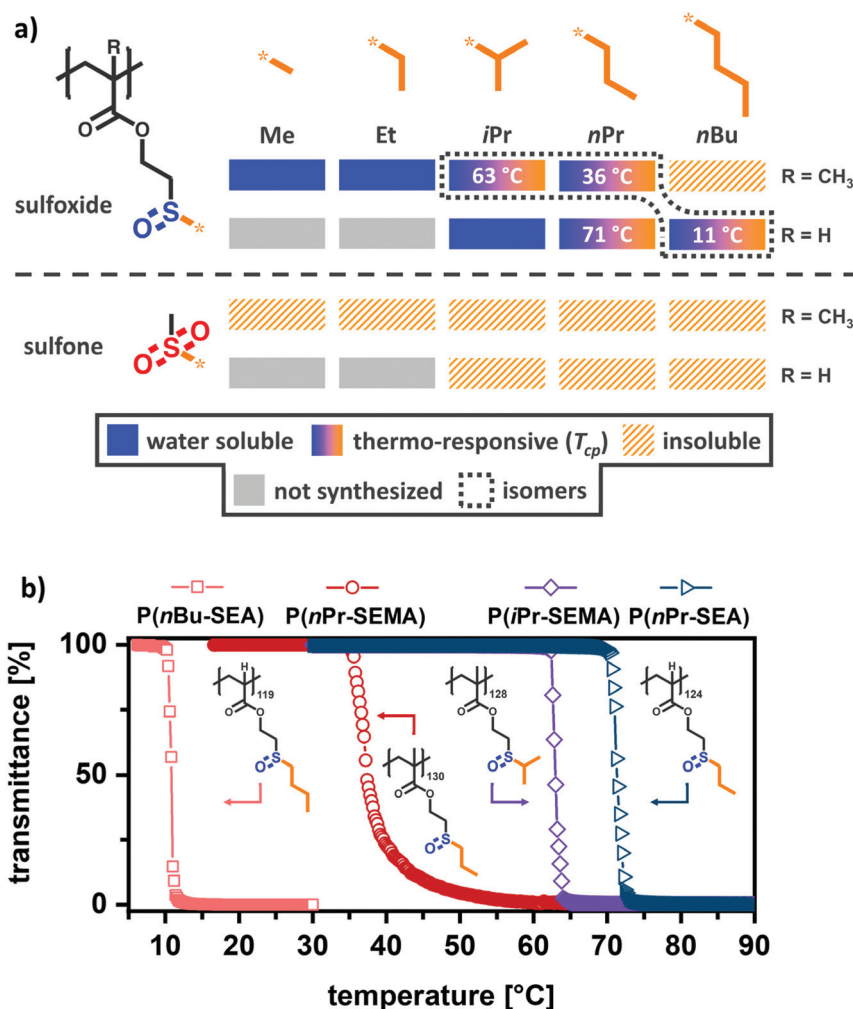 a)
R
O
O
S
O
*
* * * * *
Me Et iPr nPr nBu
sulfoxide
63 °C 36 °C R = CH3
71 °C 11 °C R = H
sulfone
O
S
O
*
R = CH3
R = H
water soluble thermo-responsive (Tcp) insoluble
not synthesized isomers
b)
P(nBu-SEA) P(nPr-SEMA) P(iPr-SEMA) P(nPr-SEA)
transmittance [%]
100
50
0
H
119
O
O
S
O
130
O
O
S
O
128
O
O
S
O
H
124
O
O
S
O
10 20 30 40 50 60 70 80 90
temperature [°C]